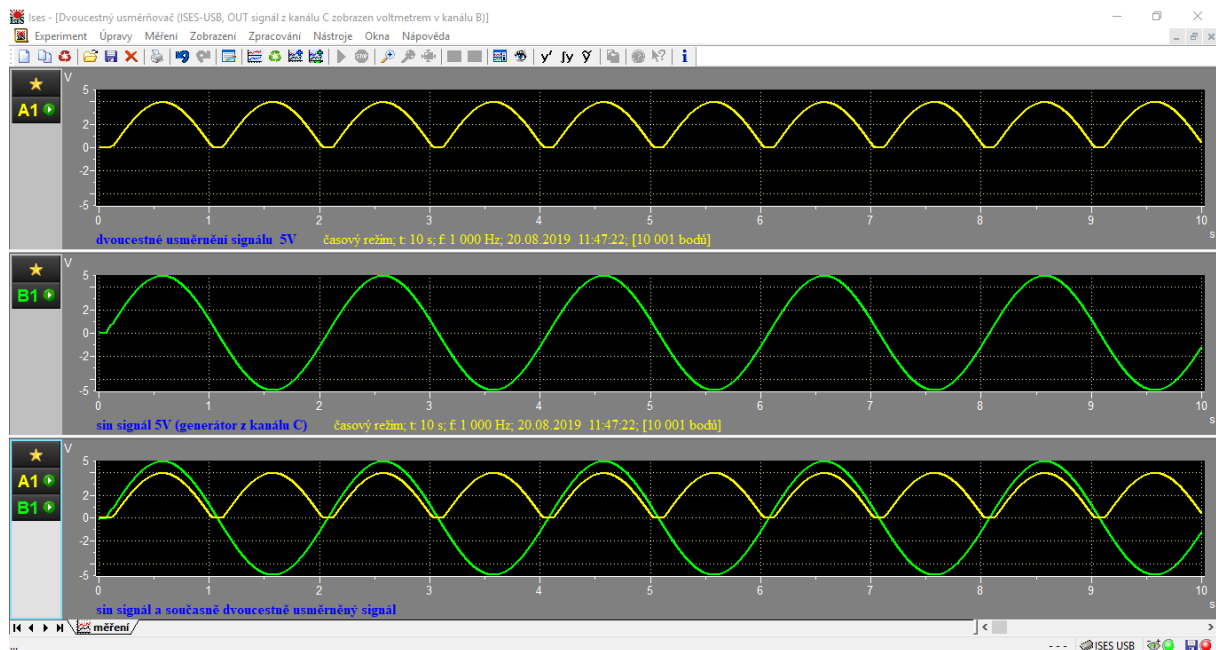 Ises - [Dvoucestný usměrňovač (ISES-USB, OUT signál z kanálu C zobrazen voltmetrem v kanálu B)]
Experiment Úpravy Měření Zobrazení Zpracování Nástroje Okna Nápověda
y' ∫y ŷ i
A1
V
5
2
0
-2
-5
0 1 2 3 4 5 6 7 8 9 10
s
dvoucestné usměrnění signálu 5V časový režim; t: 10 s; f: 1 000 Hz; 20.08.2019 11:47:22; [10 001 bodů]
B1
V
5
2
0
-2
-5
0 1 2 3 4 5 6 7 8 9 10
s
sin signál 5V (generátor z kanálu C) časový režim; t: 10 s; f: 1 000 Hz; 20.08.2019 11:47:22; [10 001 bodů]
A1
B1
V
5
2
0
-2
-5
0 1 2 3 4 5 6 7 8 9 10
s
sin signál a současně dvoucestně usměrněný signál
měření
... - - - ISES USB